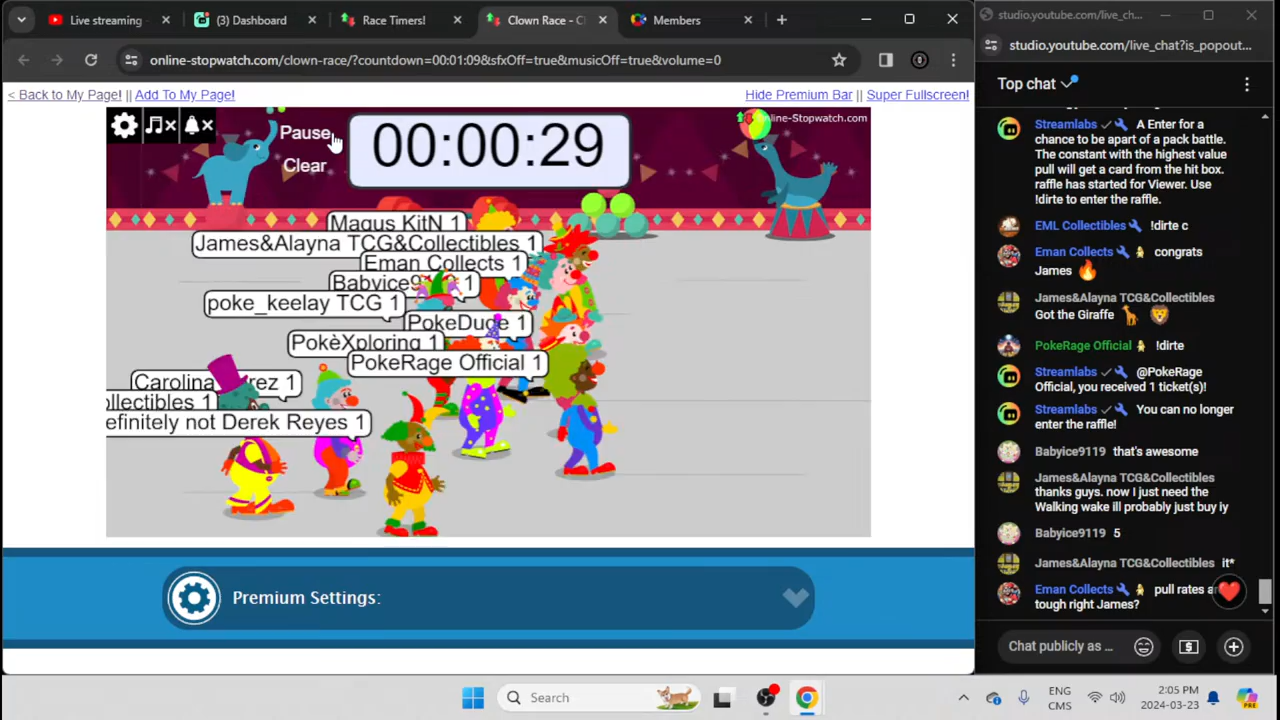 Live streaming
(3) Dashboard
Race Timers!
Clown Race - C
Members
studio.youtube.com/live_ch...
online-stopwatch.com/clown-race/?countdown=00:01:09&sfxOff=true&musicOff=true&volume=0
studio.youtube.com/live_chat?is_popout...
< Back to My Page! || Add To My Page!
Hide Premium Bar || Super Fullscreen!
Pause
Clear
00:00:29
Online-Stopwatch.com
Magus KitN 1
James&Alayna TCG&Collectibles 1
Eman Collects 1
1
poke_keelay TCG 1
PokeDude 1
PokèXploring 1
PokeRage Official 1
Carolina rez 1
ollectibles 1
efinitely not Derek Reyes 1
Premium Settings:
Top chat
Streamlabs A Enter for a
chance to be apart of a pack battle.
The constant with the highest value
pull will get a card from the hit box.
raffle has started for Viewer. Use
!dirte to enter the raffle.
EML Collectibles !dirte c
Eman Collects congrats
James
James&Alayna TCG&Collectibles
Got the Giraffe
PokeRage Official !dirte
Streamlabs @PokeRage
Official, you received 1 ticket(s)!
Streamlabs You can no longer
enter the raffle!
Babyice9119 that's awesome
James&Alayna TCG&Collectibles
thanks guys. now I just need the
Walking wake ill probably just buy iy
Babyice9119 5
James&Alayna TCG&Collectibles it*
Eman Collects pull rates
tough right James?
Chat publicly as ...
Search
ENG
CMS
2:05 PM
2024-03-23
PRE